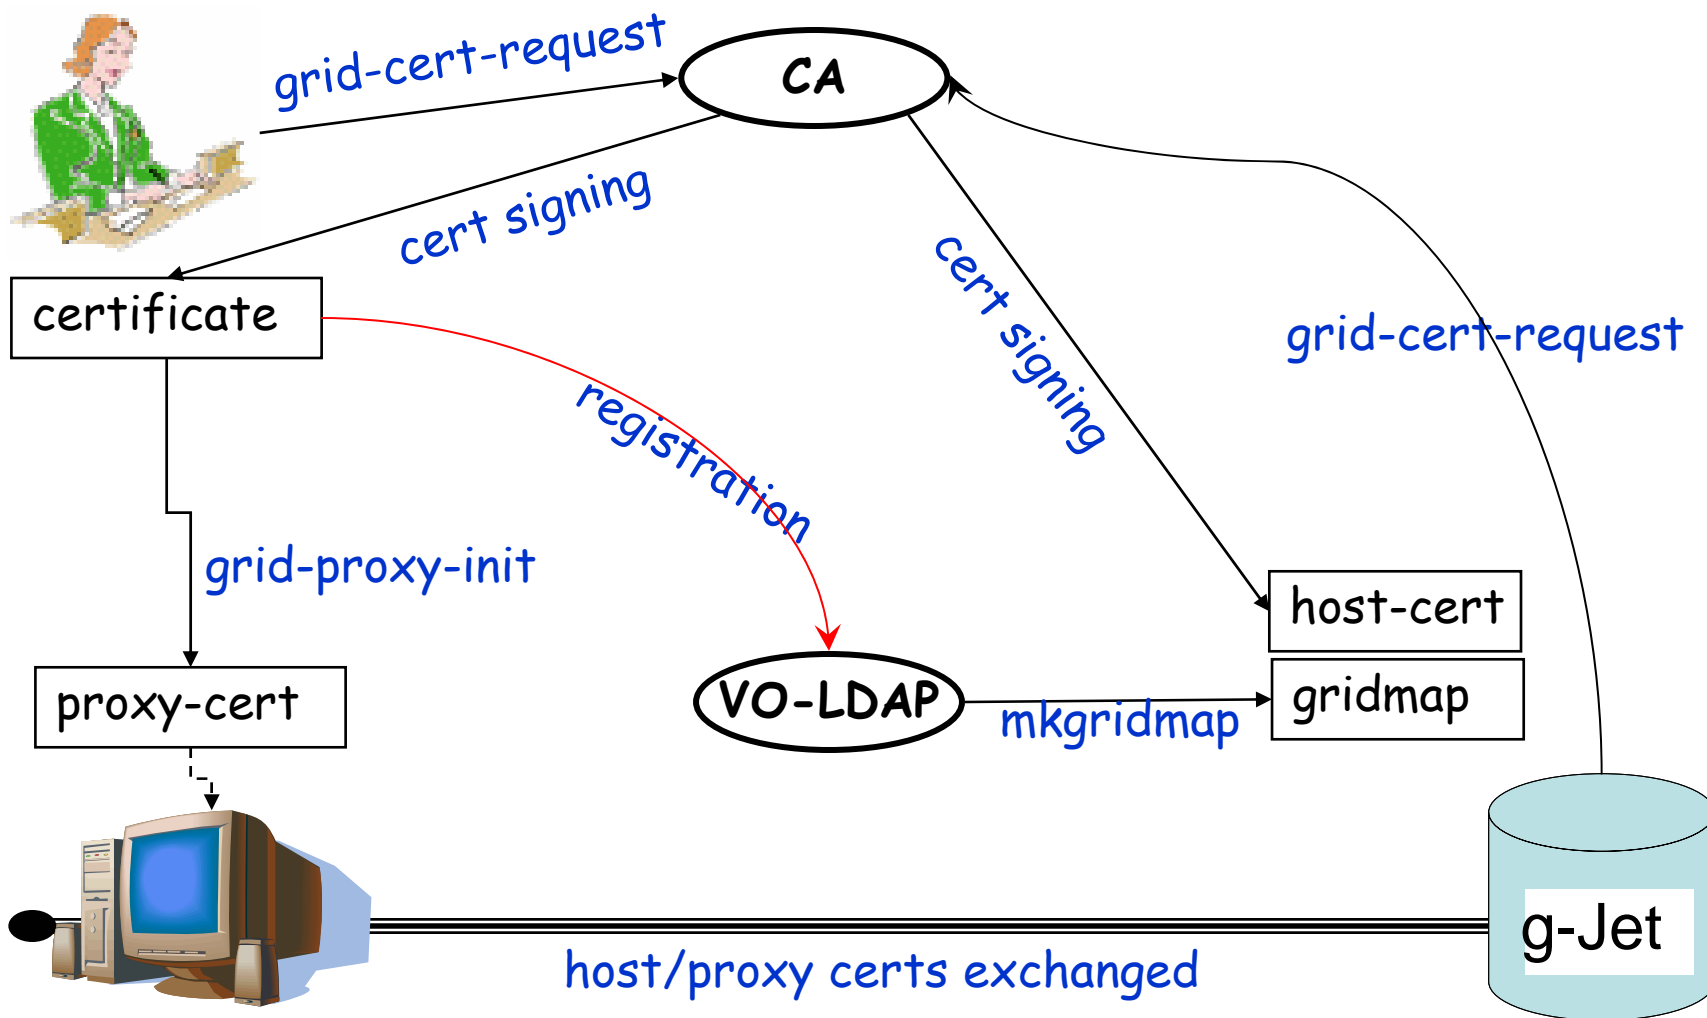 grid-cert-request
CA
cert signing
cert signing
certificate
grid-cert-request
registration
grid-proxy-init
host-cert
proxy-cert
VO-LDAP
mkgridmap
gridmap
g-Jet
host/proxy certs exchanged